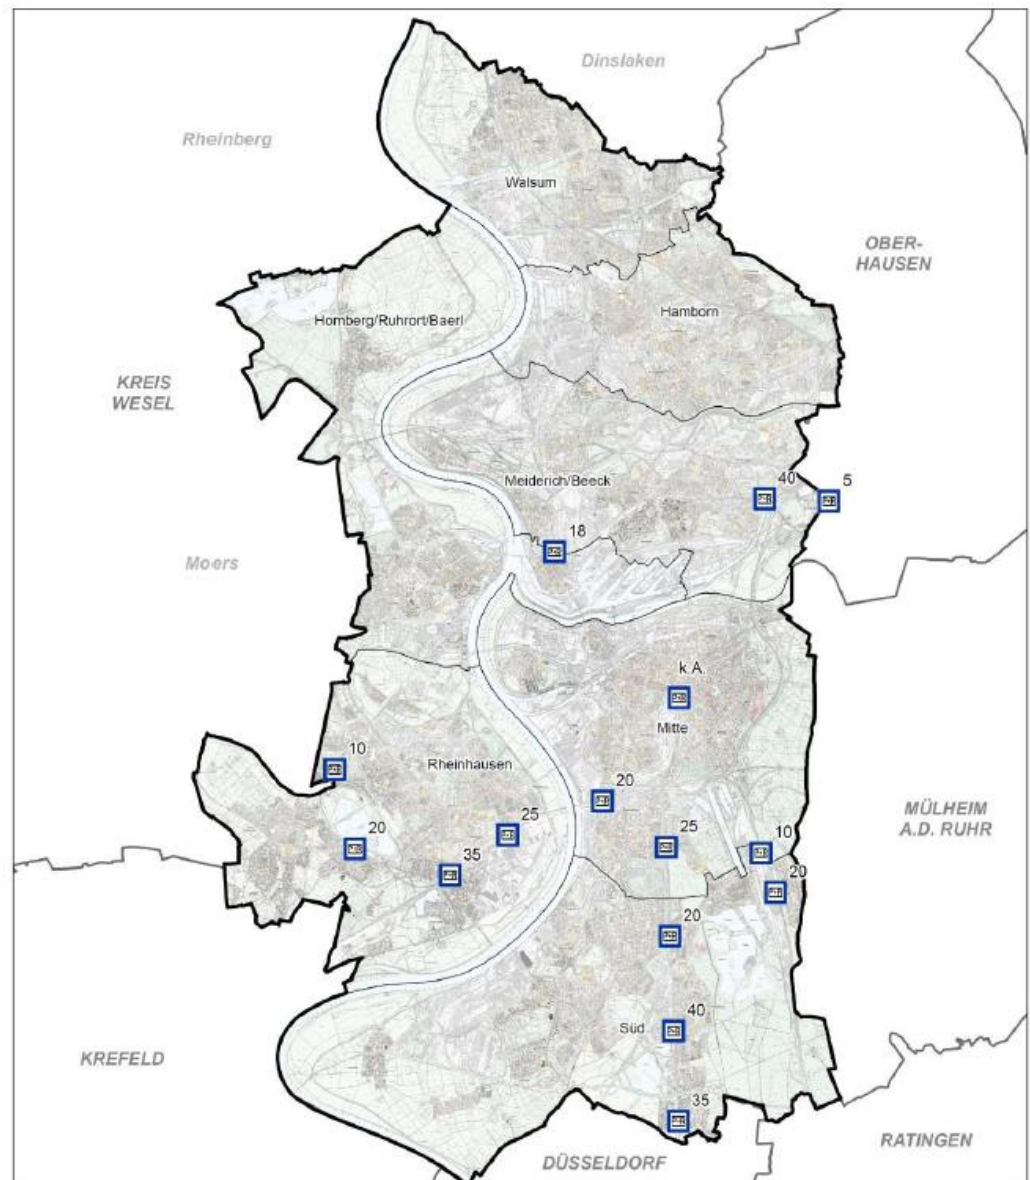 Dinslaken
Rheinberg
Walsum
OBER-
HAUSEN
Hamborn
Homberg/Ruhrort/Baerl
KREIS
WESEL
Meiderich/Beeck
40
5
18
Moers
k.A.
Mitte
10
Rheinhausen
20
MÜLHEIM
A.D. RUHR
25
20
25
10
35
20
20
40
Süd
KREFELD
35
RATINGEN
DÜSSELDORF